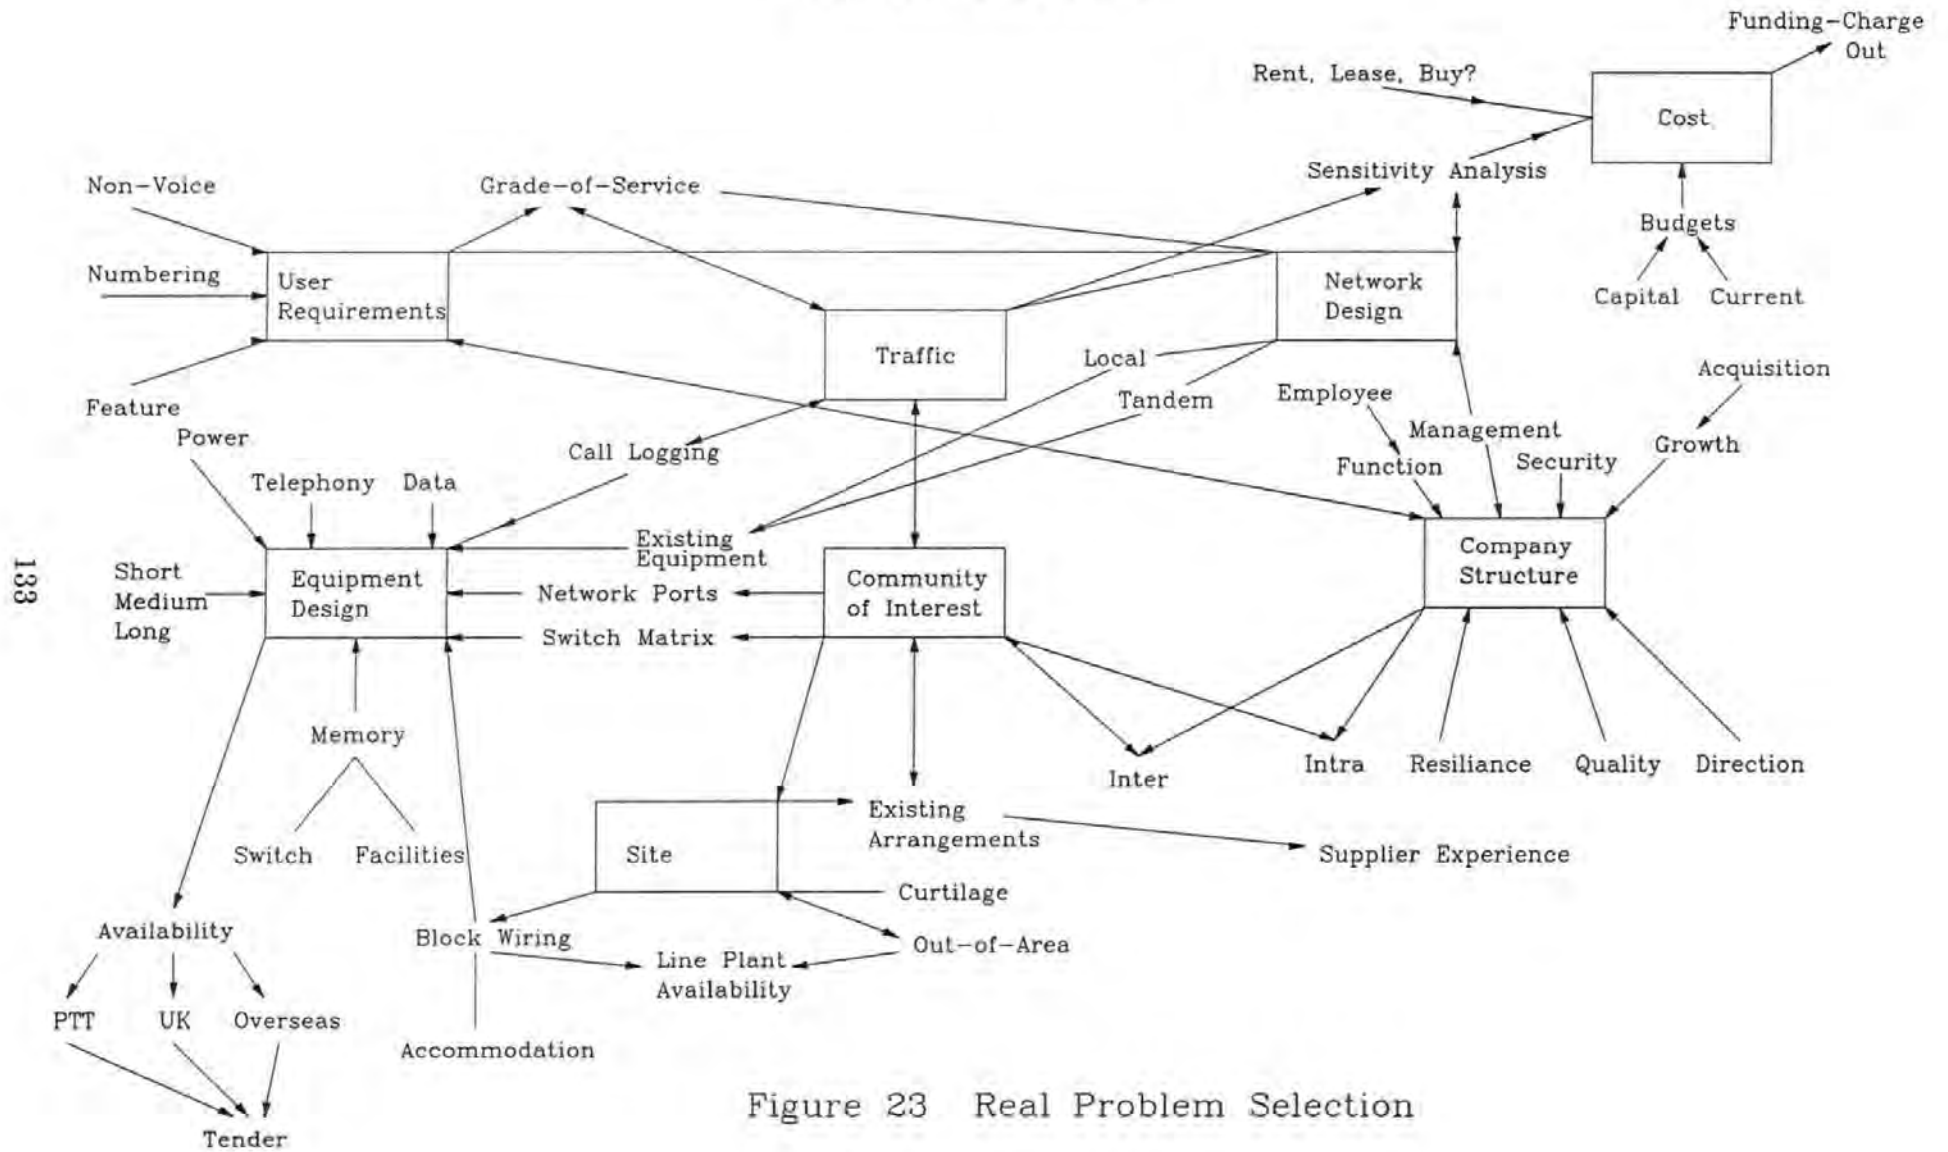 Funding-Charge
Out
Rent, Lease, Buy?
Cost
Sensitivity Analysis
Non-Voice
Grade-of-Service
Budgets
Numbering
User
Requirements
Network
Design
Capital
Current
Traffic
Local
Acquisition
Tandem
Employee
Feature
Management
Power
Growth
Call Logging
Function
Security
Telephony
Data
Existing
Equipment
Company
Structure
Short
Medium
Long
Equipment
Design
Network Ports
Community
of Interest
Switch Matrix
133
Memory
Inter
Intra
Resiliance
Quality
Direction
Existing
Arrangements
Switch
Facilities
Site
Supplier Experience
Curtilage
Availability
Block Wiring
Out-of-Area
Line Plant
Availability
PTT
UK
Overseas
Accommodation
Tender
Figure 23 Real Problem Selection